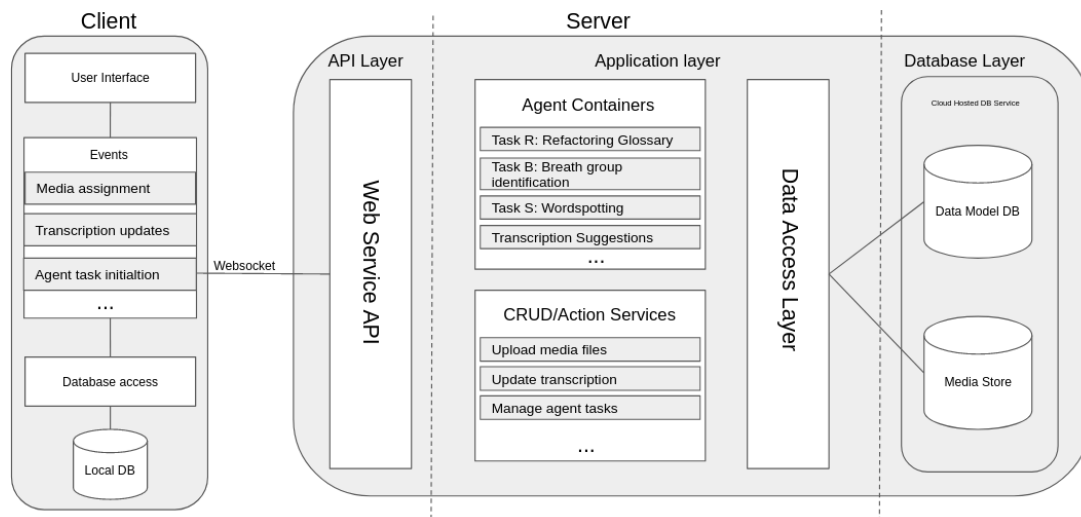 Client
Server
User Interface
Events
Media assignment
Transcription updates
Agent task initialtion
...
Database access
Local DB
Websocket
API Layer
Web Service API
Application layer
Agent Containers
Task R: Refactoring Glossary
Task B: Breath group
identification
Task S: Wordspotting
Transcription Suggestions
...
CRUD/Action Services
Upload media files
Update transcription
Manage agent tasks
...
Data Access Layer
Database Layer
Cloud Hosted DB Service
Data Model DB
Media Store